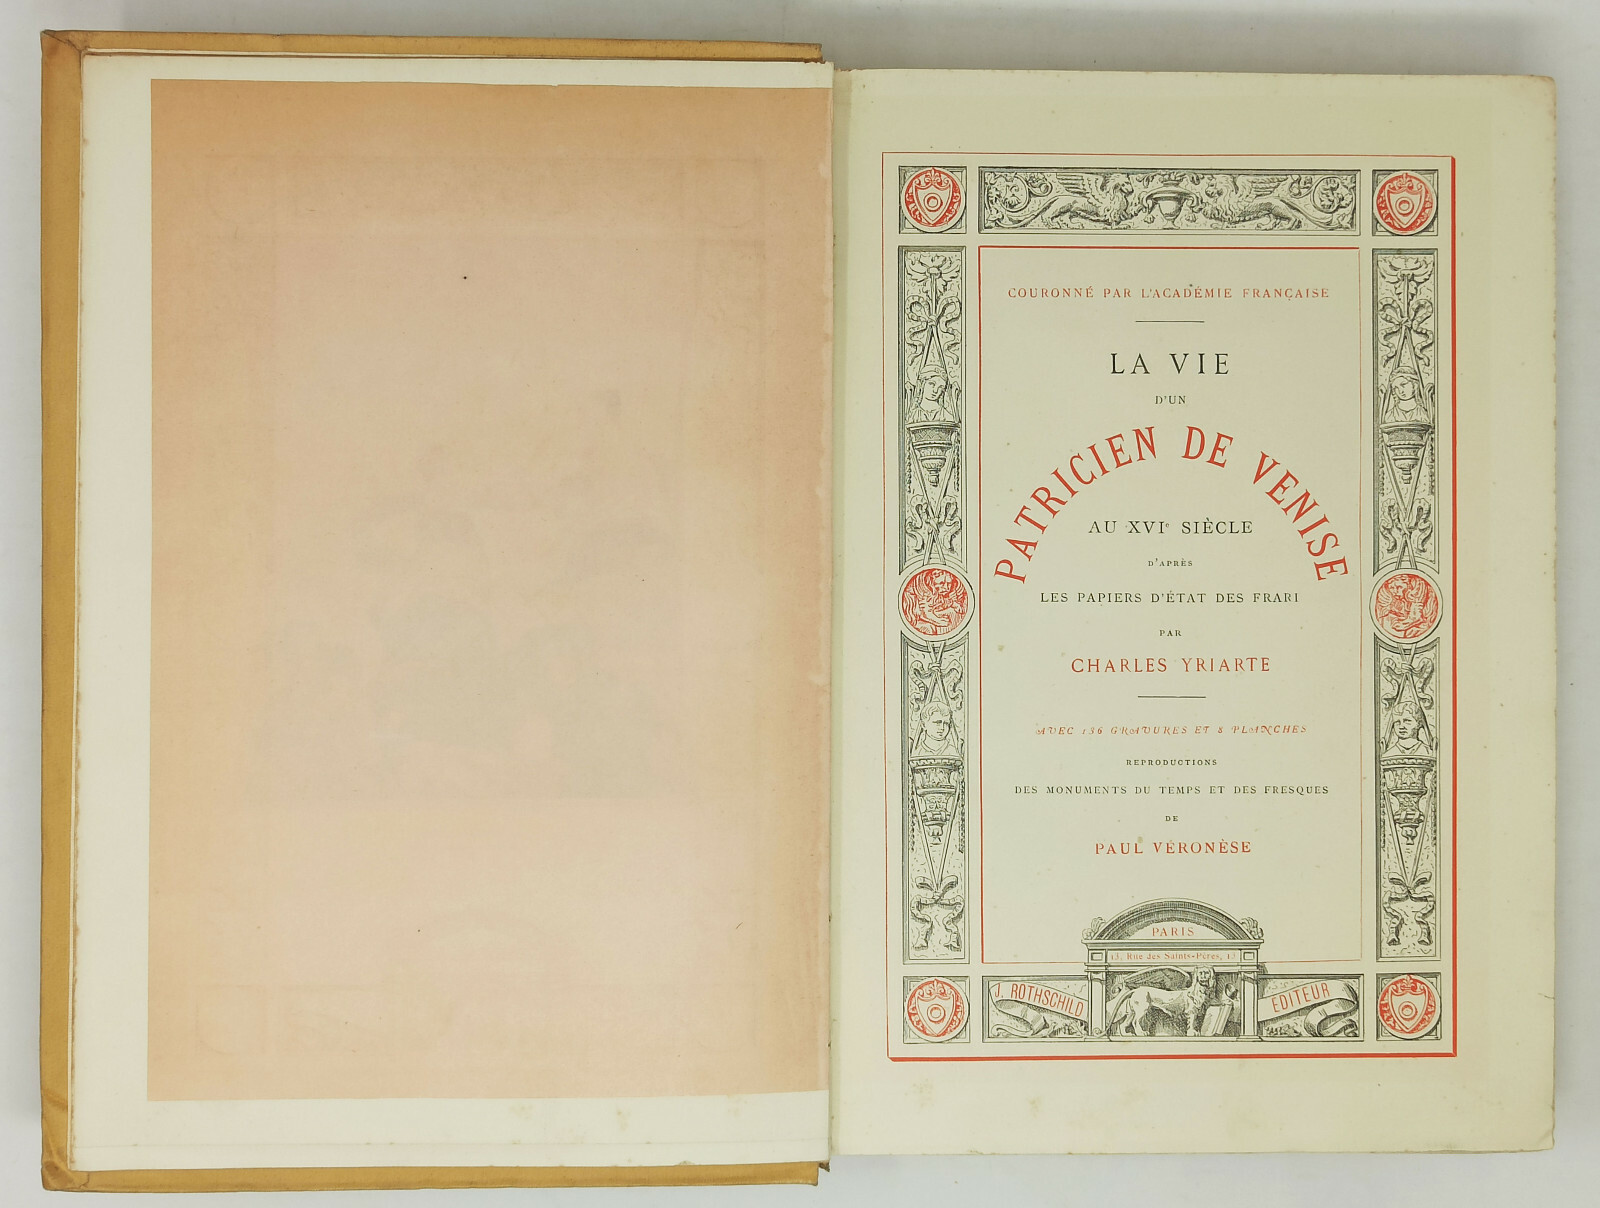 COURONNÉ PAR L'ACADÉMIE FRANÇAISE
LA VIE
D'UN
PATRICIEN DE VENISE
AU XVIe SIÈCLE
D'APRÈS
LES PAPIERS D'ÉTAT DES FRARI
PAR
CHARLES YRIARTE
AVEC 136 GRAVURES ET 8 PLANCHES
REPRODUCTIONS
DES MONUMENTS DU TEMPS ET DES FRESQUES
DE
PAUL VÉRONÈSE
PARIS
13, Rue des Saints-Pères, 13
J. ROTHSCHILD ÉDITEUR